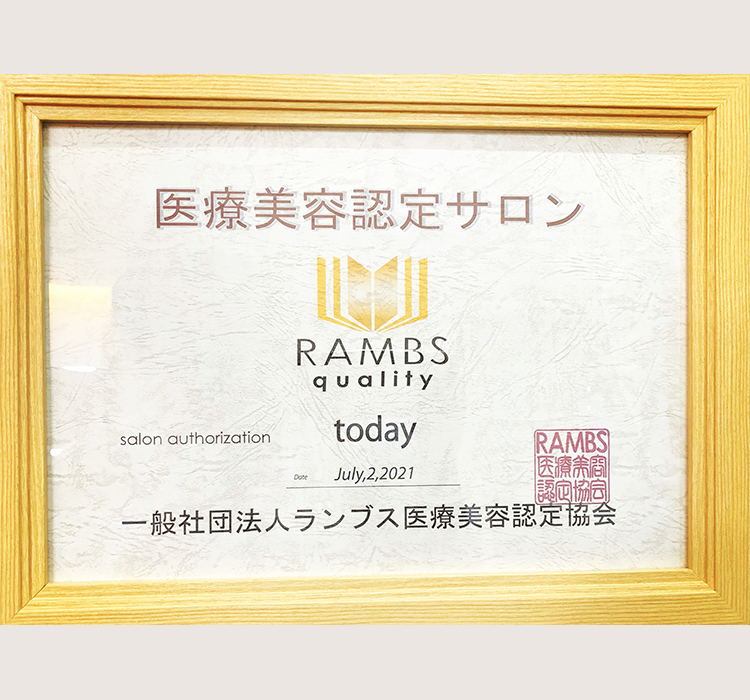 医療美容認定サロン
RAMBS
quality
salon authorization
today
Date July,2,2021
RAMBS
医療美容
認定協会
一般社団法人ランブス医療美容認定協会